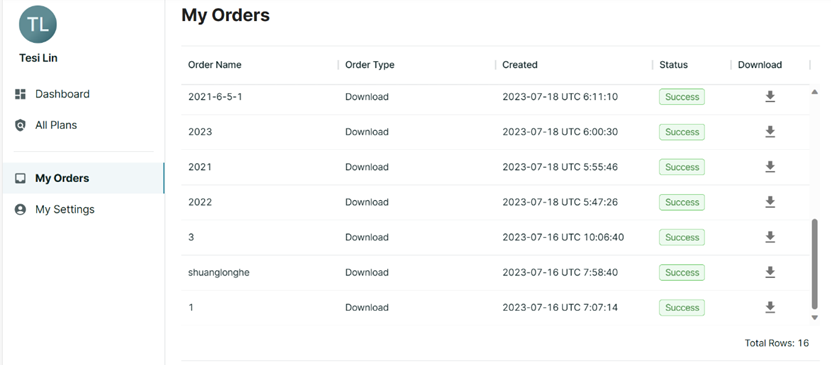 TL
Tesi Lin
Dashboard
All Plans
My Orders
My Settings
My Orders
Order Name Order Type Created Status Download
2021-6-5-1 Download 2023-07-18 UTC 6:11:10 Success
2023 Download 2023-07-18 UTC 6:00:30 Success
2021 Download 2023-07-18 UTC 5:55:46 Success
2022 Download 2023-07-18 UTC 5:47:26 Success
3 Download 2023-07-16 UTC 10:06:40 Success
shuanglonghe Download 2023-07-16 UTC 7:58:40 Success
1 Download 2023-07-16 UTC 7:07:14 Success
Total Rows: 16